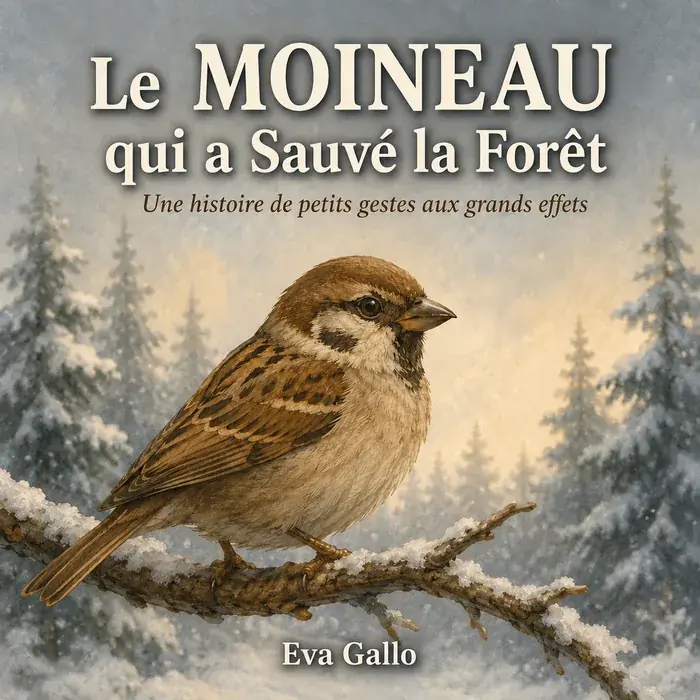 Le MOINEAU
qui a Sauvé la Forêt
Une histoire de petits gestes aux grands effets
Eva Gallo